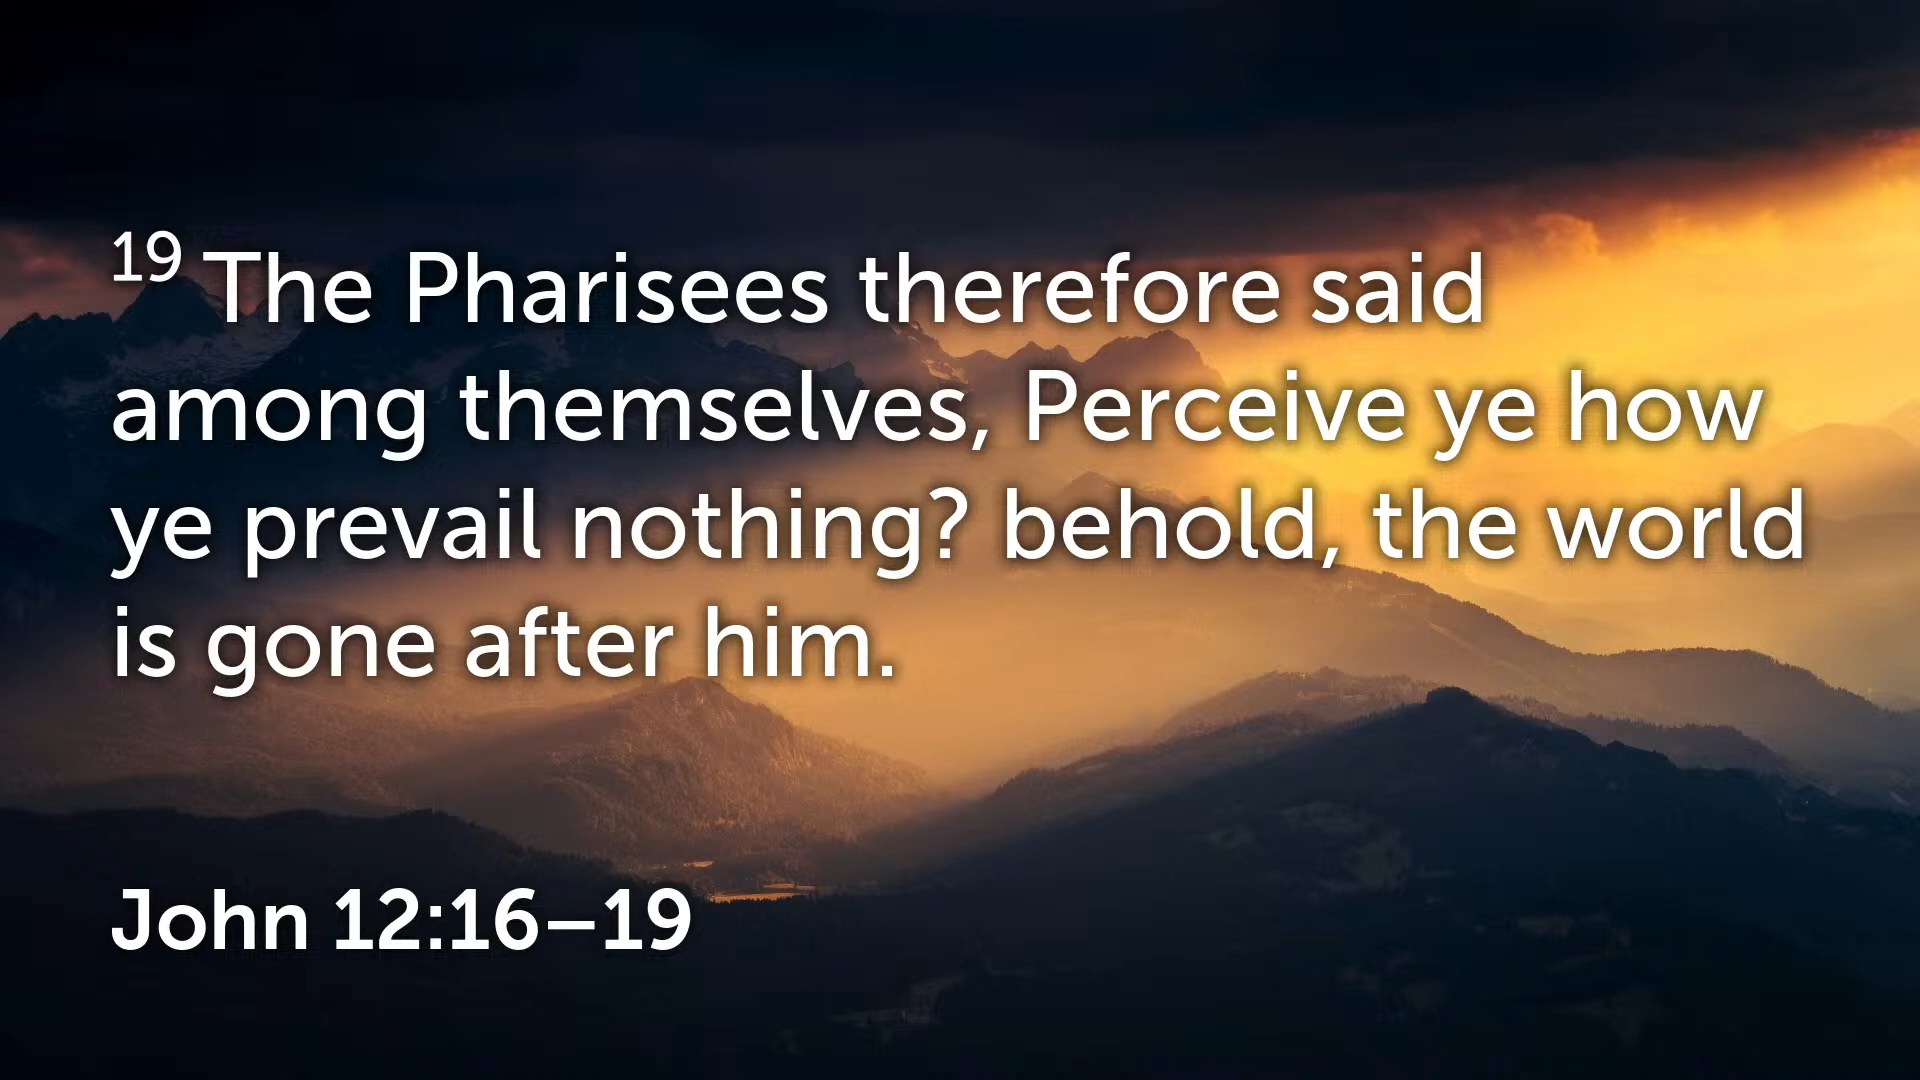 19 The Pharisees therefore said
among themselves, Perceive ye how
ye prevail nothing? behold, the world
is gone after him.
John 12:16–19